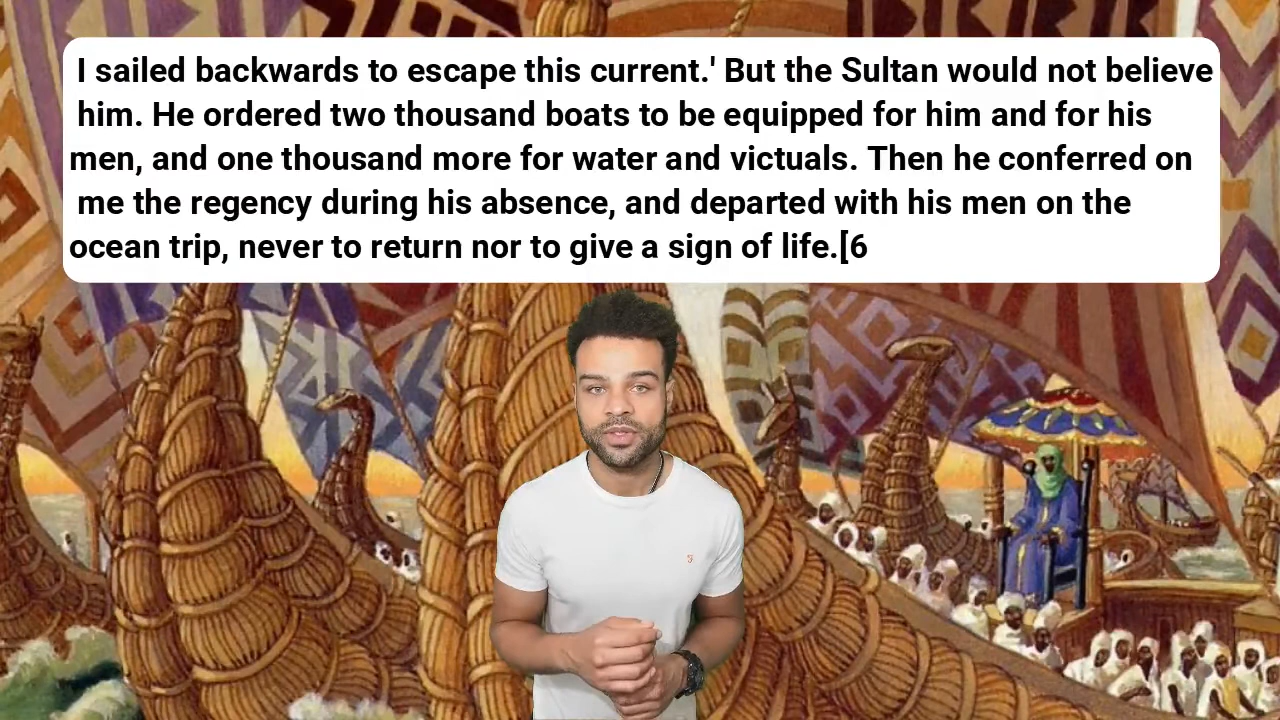 I sailed backwards to escape this current.' But the Sultan would not believe
him. He ordered two thousand boats to be equipped for him and for his
men, and one thousand more for water and victuals. Then he conferred on
me the regency during his absence, and departed with his men on the
ocean trip, never to return nor to give a sign of life.[6